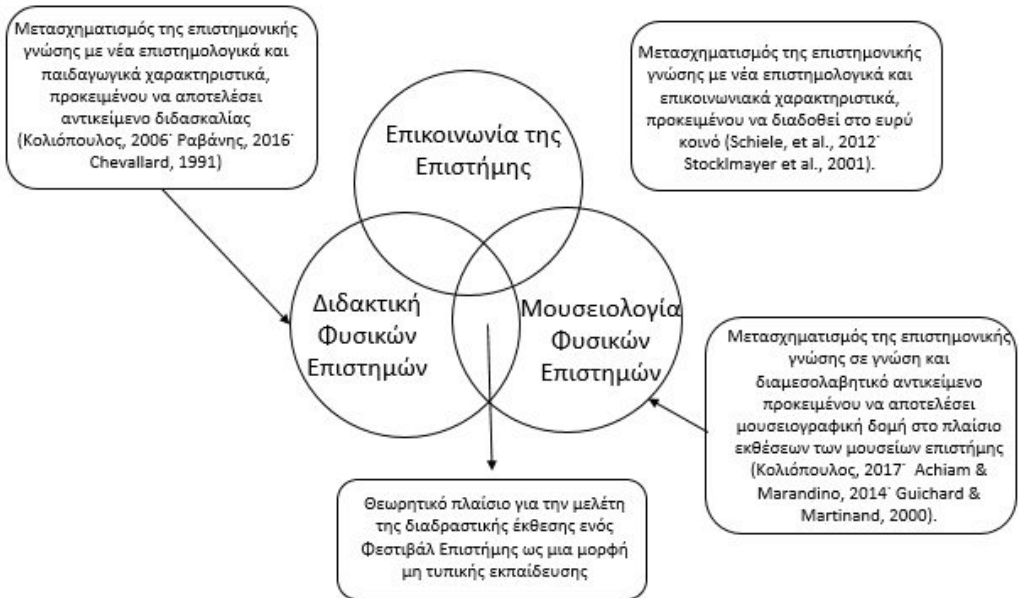 Μετασχηματισμός της επιστημονικής
γνώσης με νέα επιστημολογικά και
παιδαγωγικά χαρακτηριστικά,
προκειμένου να αποτελέσει
αντικείμενο διδασκαλίας
(Κολιόπουλος, 2006˙ Ραβάνης, 2016˙
Chevallard, 1991)
Μετασχηματισμός της επιστημονικής
γνώσης με νέα επιστημολογικά και
επικοινωνιακά χαρακτηριστικά,
προκειμένου να διαδοθεί στο ευρύ
κοινό (Schiele, et al., 2012˙
Stocklmayer et al., 2001).
Επικοινωνία της
Επιστήμης
Διδακτική
Φυσικών
Επιστημών
Μουσειολογία
Φυσικών
Επιστημών
Μετασχηματισμός της επιστημονικής
γνώσης σε γνώση και
διαμεσολαβητικό αντικείμενο
προκειμένου να αποτελέσει
μουσειογραφική δομή στο πλαίσιο
εκθέσεων των μουσείων επιστήμης
(Κολιόπουλος, 2017˙ Achiam &
Marandino, 2014˙ Guichard &
Martinand, 2000).
Θεωρητικό πλαίσιο για την μελέτη
της διαδραστικής έκθεσης ενός
Φεστιβάλ Επιστήμης ως μια μορφή
μη τυπικής εκπαίδευσης